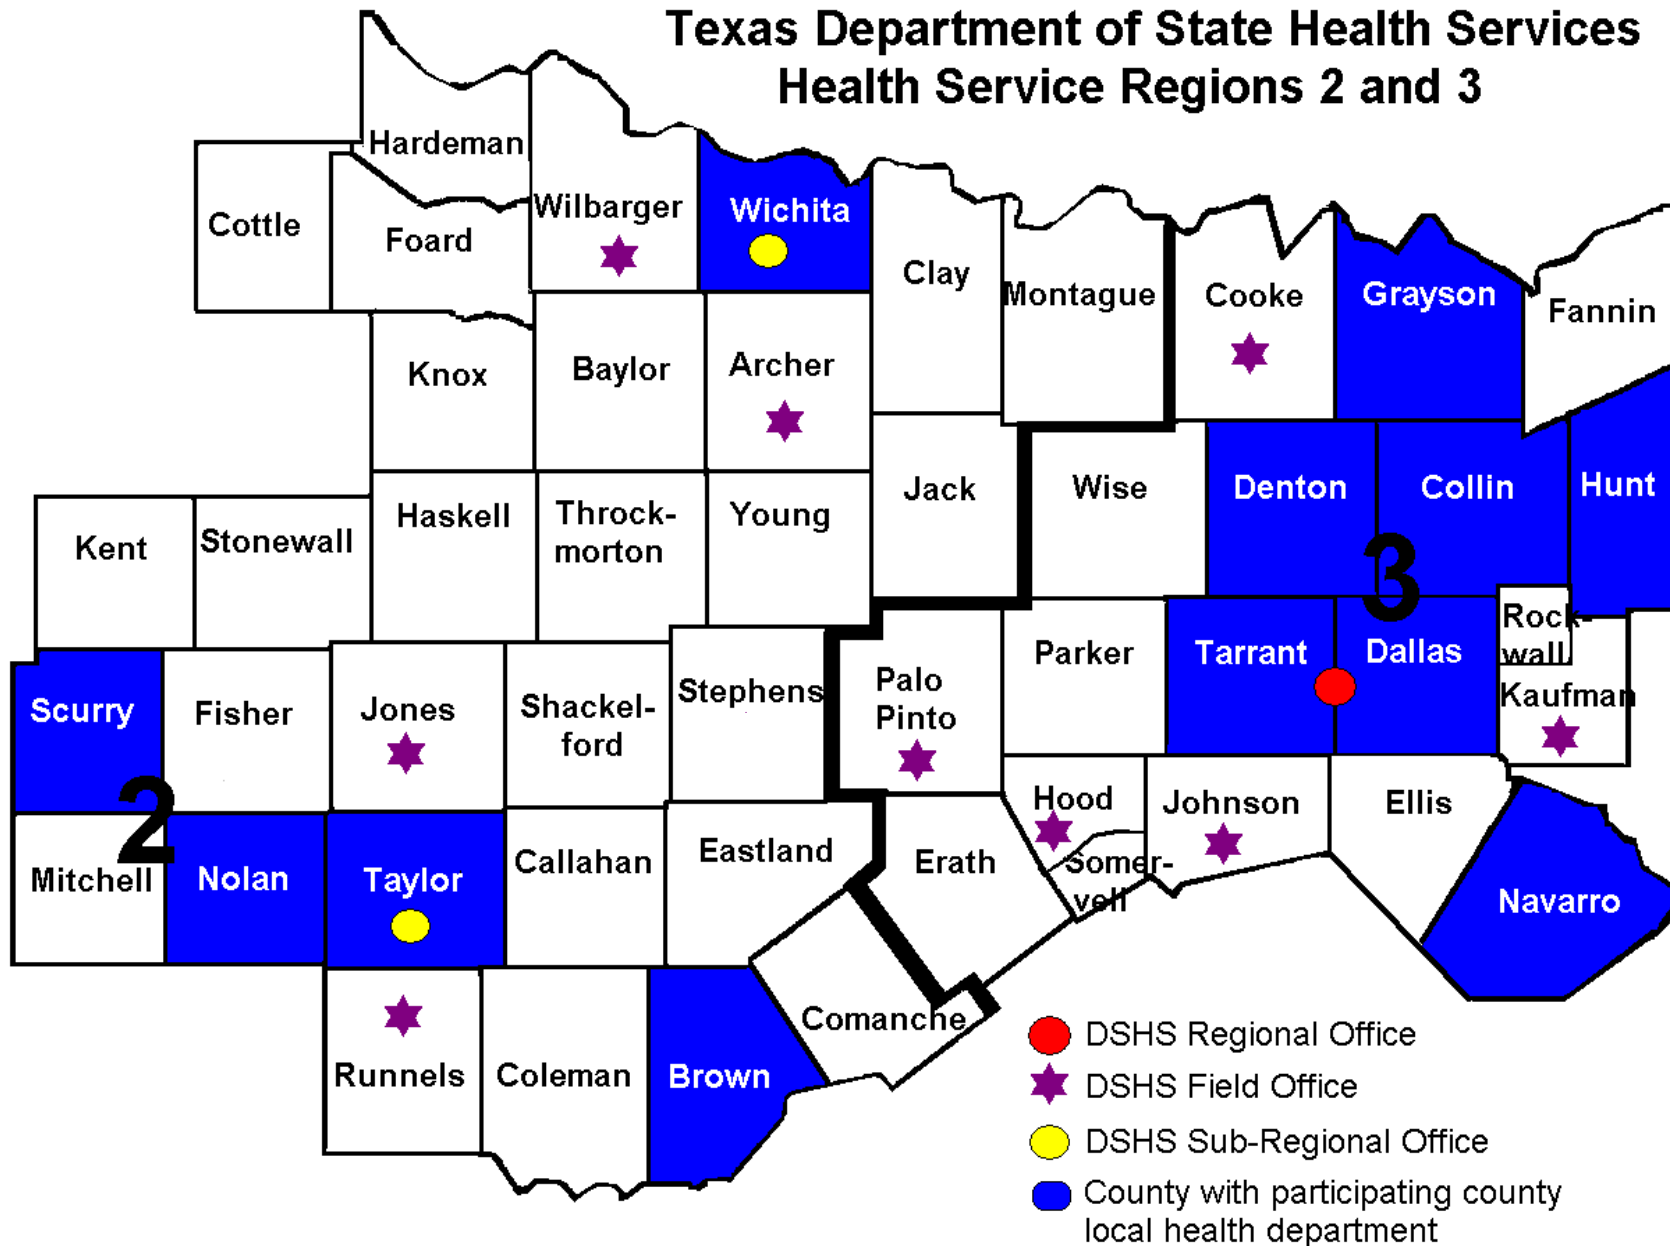 Texas Department of State Health Services
Health Service Regions 2 and 3
Hardeman
Cottle
Foard
Wilbarger
Wichita
Clay
Montague
Cooke
Grayson
Fannin
Knox
Baylor
Archer
Jack
Wise
Denton
Collin
Hunt
Kent
Stonewall
Haskell
Throck-
morton
Young
3
Rock-
wall
Scurry
Fisher
Jones
Shackel-
ford
Stephens
Palo
Pinto
Parker
Tarrant
Dallas
Kaufman
2
Mitchell
Nolan
Taylor
Callahan
Eastland
Erath
Hood
Somer-
vell
Johnson
Ellis
Navarro
Runnels
Coleman
Brown
Comanche
DSHS Regional Office
DSHS Field Office
DSHS Sub-Regional Office
County with participating county
local health department